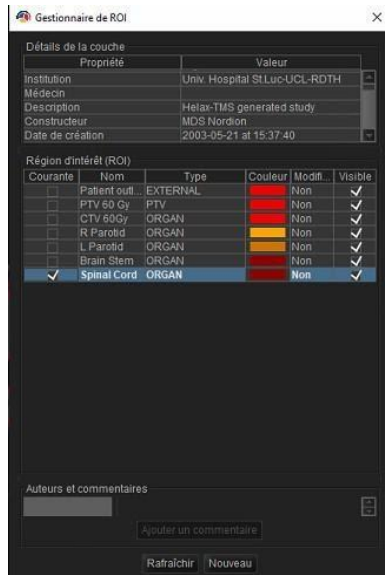 Gestionnaire de ROI
Détails de la couche
Propriété Valeur
Institution Univ. Hospital St.Luc-UCL-RDTH
Médecin
Description Helax-TMS generated study
Constructeur MDS Nordion
Date de création 2003-05-21 at 15:37:40
Région d'intérêt (ROI)
Courante Nom Type Couleur Modifi... Visible
Patient outl... EXTERNAL Non
PTV 60 Gy PTV Non
CTV 60Gy ORGAN Non
R Parotid ORGAN Non
L Parotid ORGAN Non
Brain Stem ORGAN Non
Spinal Cord ORGAN Non
Auteurs et commentaires
Ajouter un commentaire
Rafraîchir Nouveau